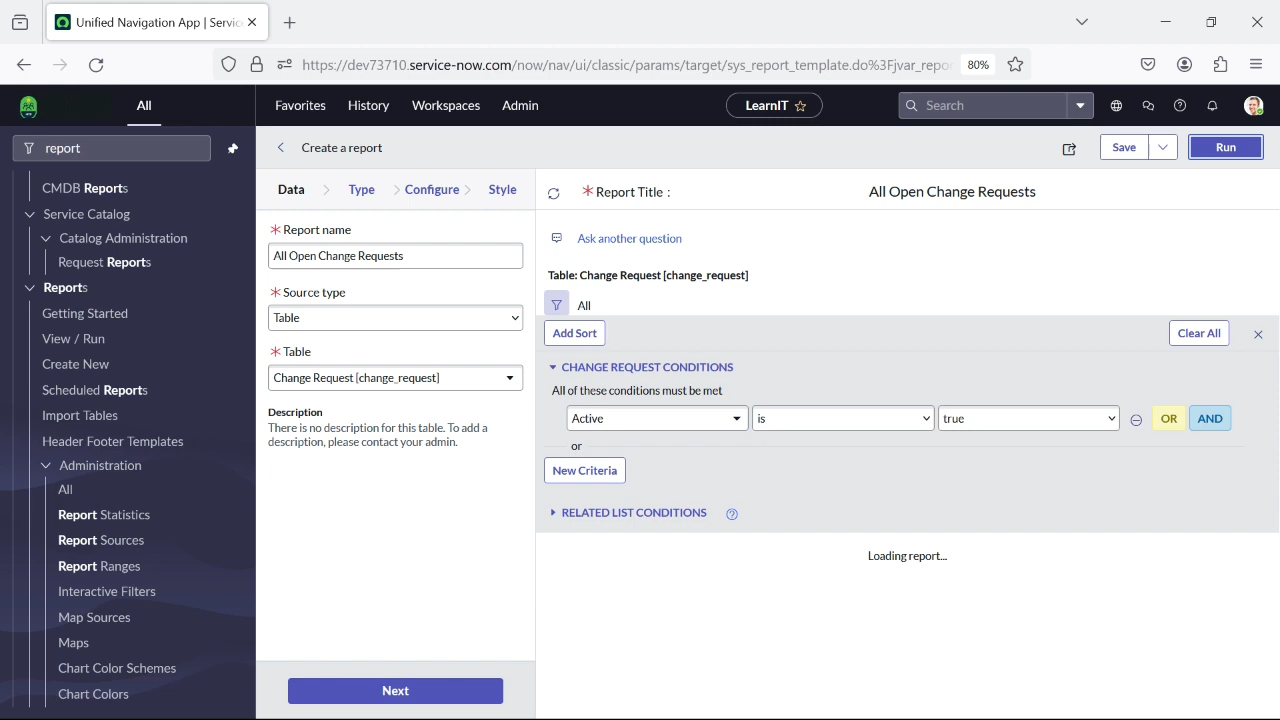 Unified Navigation App | Servic
https://dev73710.service-now.com/now/nav/ui/classic/params/target/sys_report_template.do%3Fjvar_repo
80%
All
Favorites
History
Workspaces
Admin
LearnIT
Search
report
Create a report
Save
Run
CMDB Reports
Service Catalog
Catalog Administration
Request Reports
Reports
Getting Started
View / Run
Create New
Scheduled Reports
Import Tables
Header Footer Templates
Administration
All
Report Statistics
Report Sources
Report Ranges
Interactive Filters
Map Sources
Maps
Chart Color Schemes
Chart Colors
Data
Type
Configure
Style
* Report name
All Open Change Requests
* Source type
Table
* Table
Change Request [change_request]
Description
There is no description for this table. To add a
description, please contact your admin.
Next
* Report Title :
All Open Change Requests
Ask another question
Table: Change Request [change_request]
All
Add Sort
Clear All
CHANGE REQUEST CONDITIONS
All of these conditions must be met
Active
is
true
OR
AND
or
New Criteria
RELATED LIST CONDITIONS
Loading report...